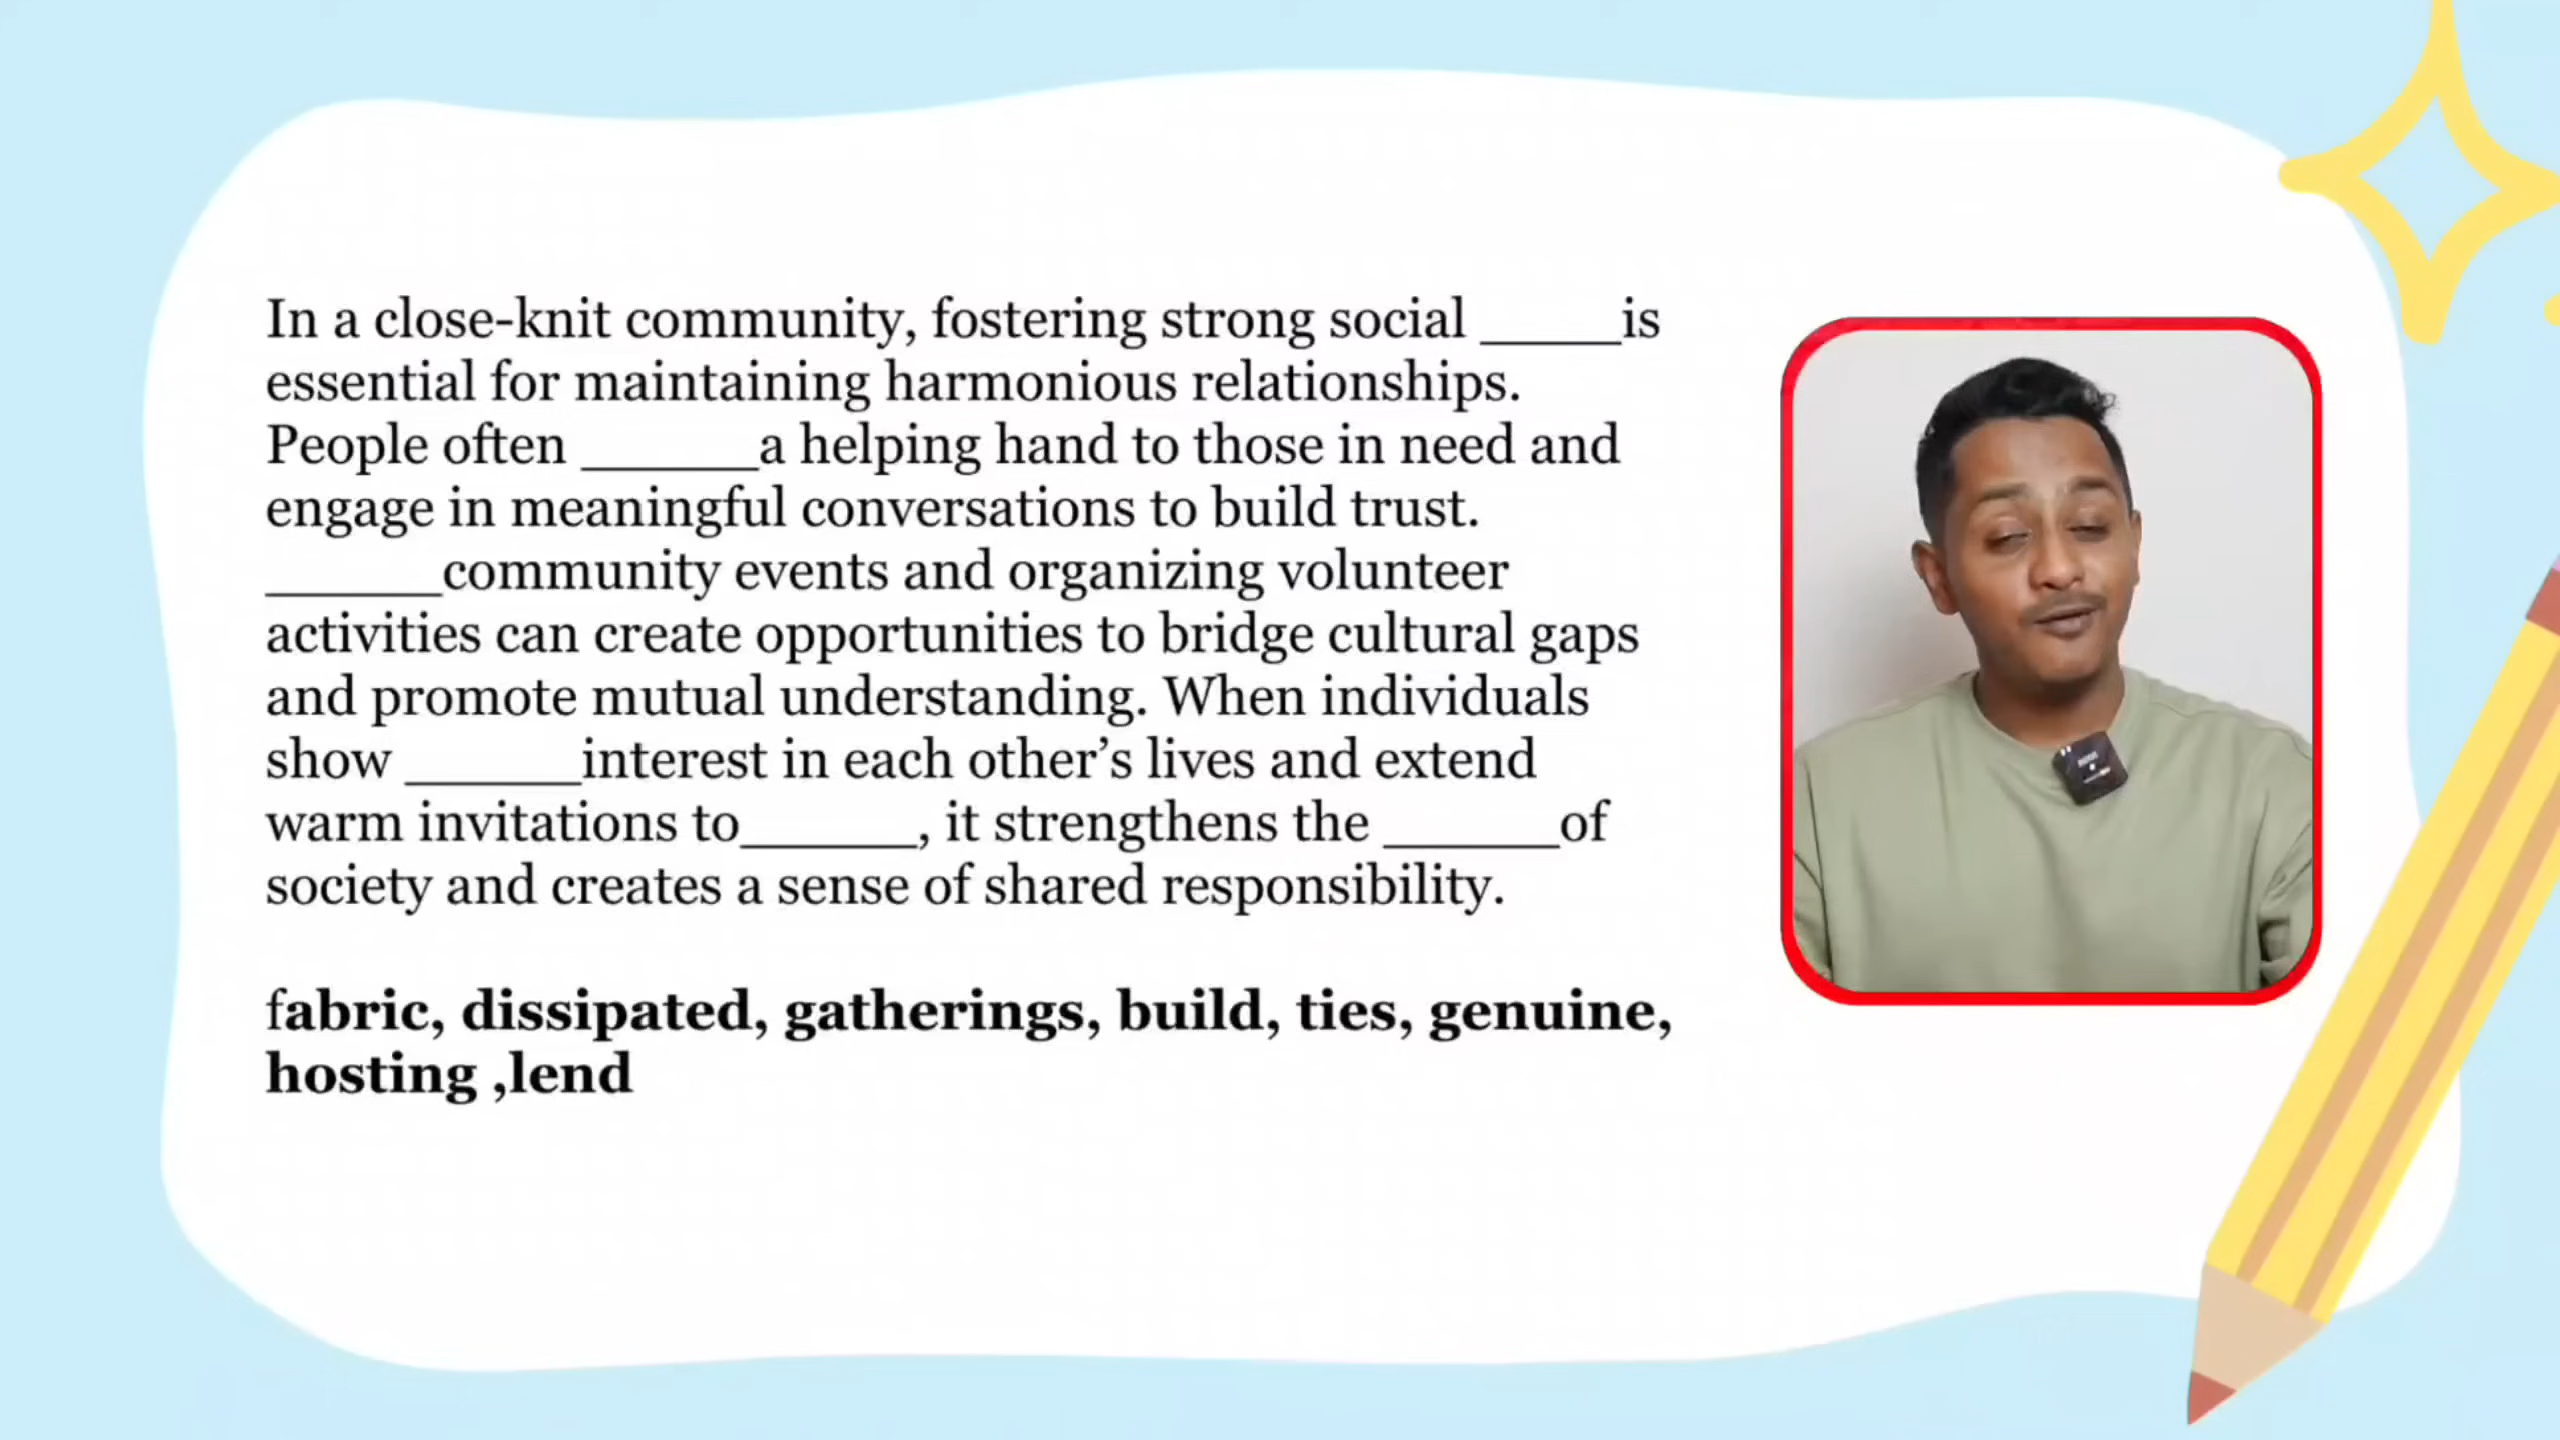 In a close-knit community, fostering strong social _____is
essential for maintaining harmonious relationships.
People often ______a helping hand to those in need and
engage in meaningful conversations to build trust.
______community events and organizing volunteer
activities can create opportunities to bridge cultural gaps
and promote mutual understanding. When individuals
show ______interest in each other’s lives and extend
warm invitations to______, it strengthens the ______of
society and creates a sense of shared responsibility.
fabric, dissipated, gatherings, build, ties, genuine,
hosting ,lend